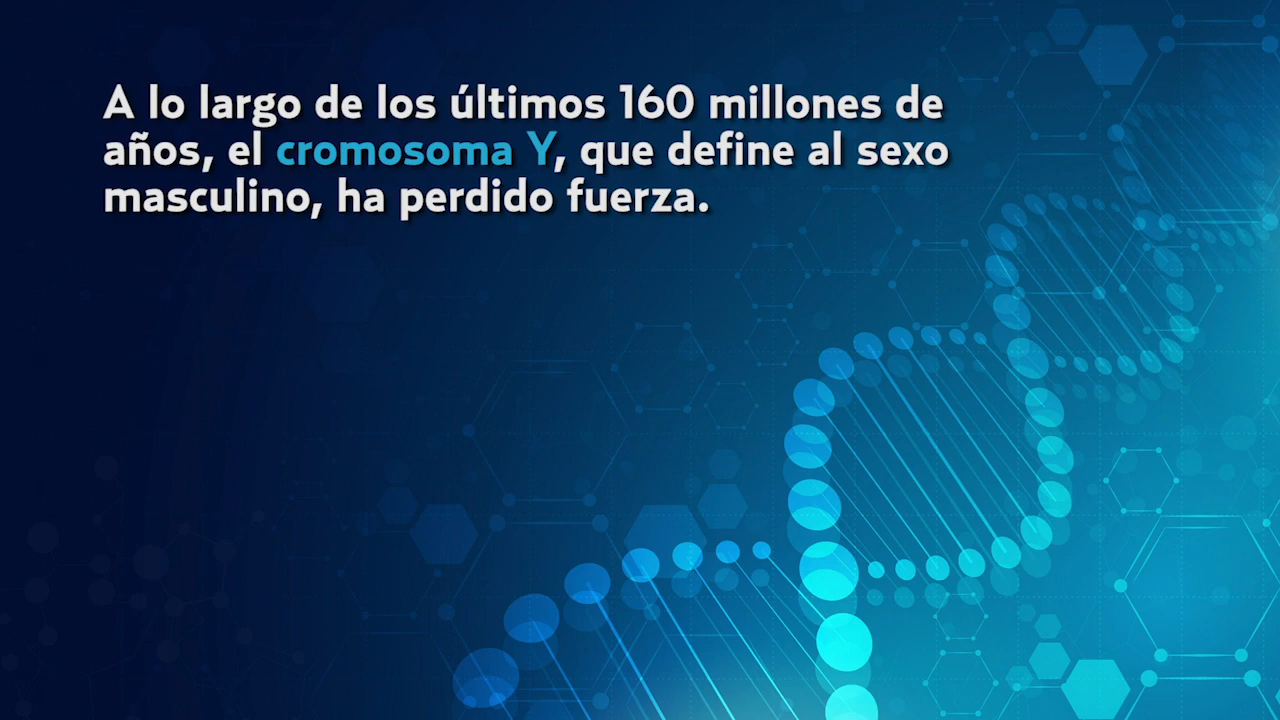 A lo largo de los últimos 160 millones de
años, el cromosoma Y, que define al sexo
masculino, ha perdido fuerza.